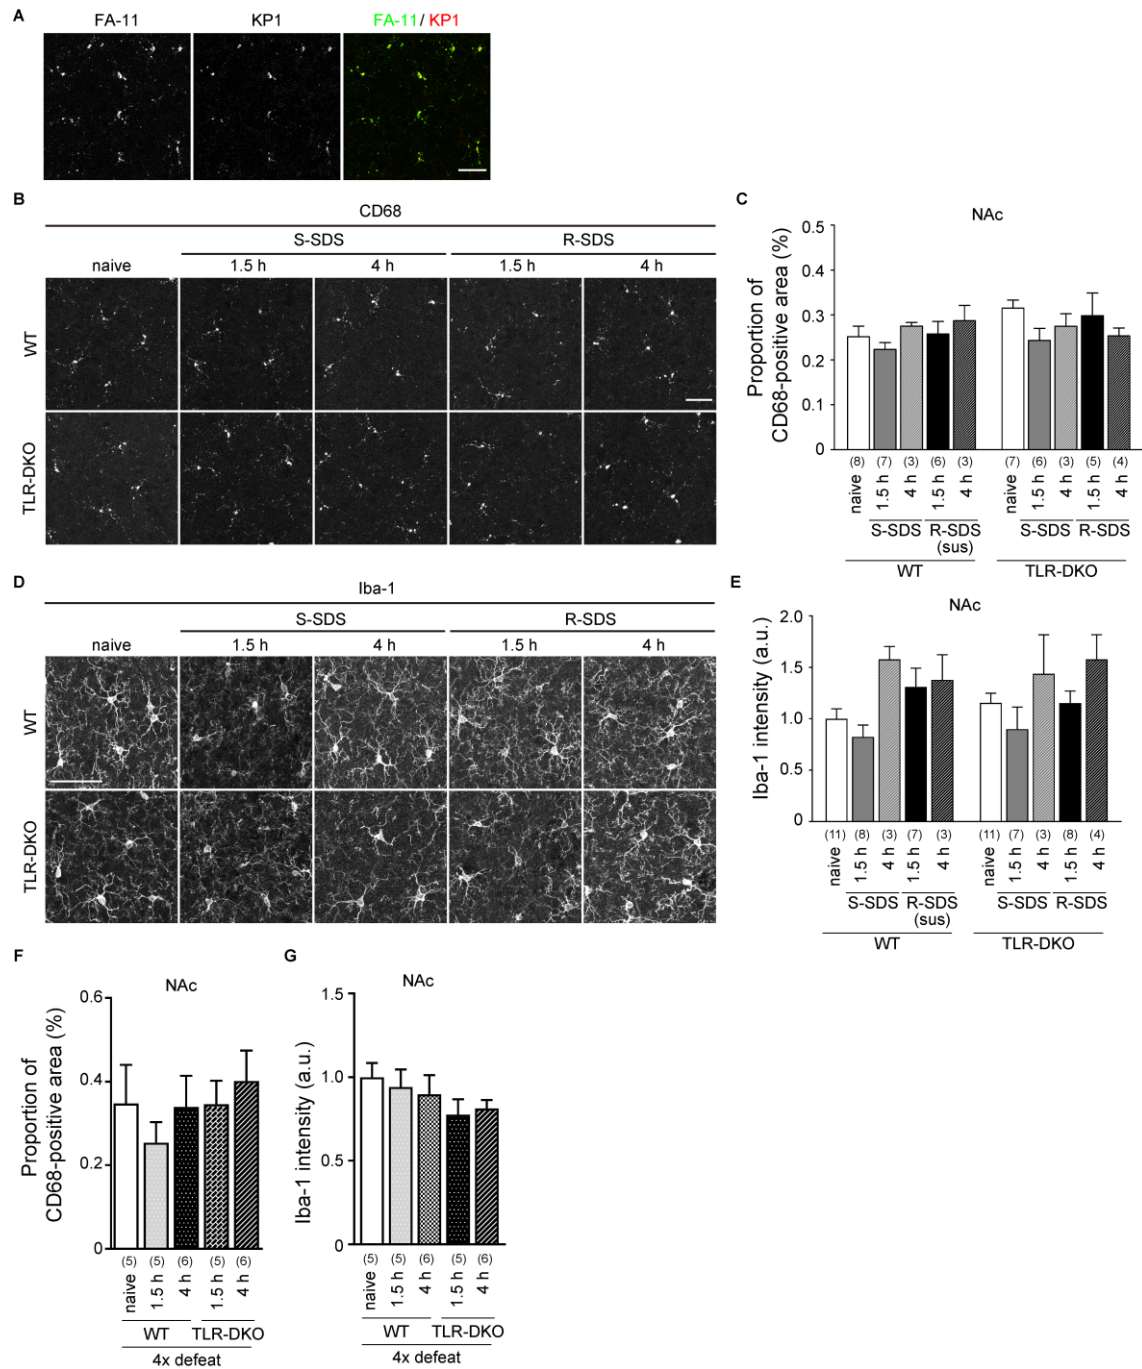 A
FA-11
KP1
FA-11/ KP1
B
CD68
S-SDS
R-SDS
naive
1.5 h
4 h
1.5 h
4 h
WT
TLR-DKO
C
NAc
Proportion of
CD68-positive area (%)
0.5
0.4
0.3
0.2
0.1
0
(8) (7) (3) (6) (3) (7) (6) (3) (5) (4)
naive 1.5 h 4 h 1.5 h 4 h naive 1.5 h 4 h 1.5 h 4 h
S-SDS R-SDS S-SDS R-SDS
(sus)
WT TLR-DKO
D
Iba-1
S-SDS
R-SDS
naive
1.5 h
4 h
1.5 h
4 h
WT
TLR-DKO
E
NAc
Iba-1 intensity (a.u.)
2.0
1.5
1.0
0.5
0
(11) (8) (3) (7) (3) (11) (7) (3) (8) (4)
naive 1.5 h 4 h 1.5 h 4 h naive 1.5 h 4 h 1.5 h 4 h
S-SDS R-SDS S-SDS R-SDS
(sus)
WT TLR-DKO
F
NAc
Proportion of
CD68-positive area (%)
0.6
0.4
0.2
0
(5) (5) (6) (5) (6)
naive 1.5 h 4 h 1.5 h 4 h
WT TLR-DKO
4x defeat
G
NAc
Iba-1 intensity (a.u.)
1.5
1.0
0.5
0
(5) (5) (6) (5) (6)
naive 1.5 h 4 h 1.5 h 4 h
WT TLR-DKO
4x defeat